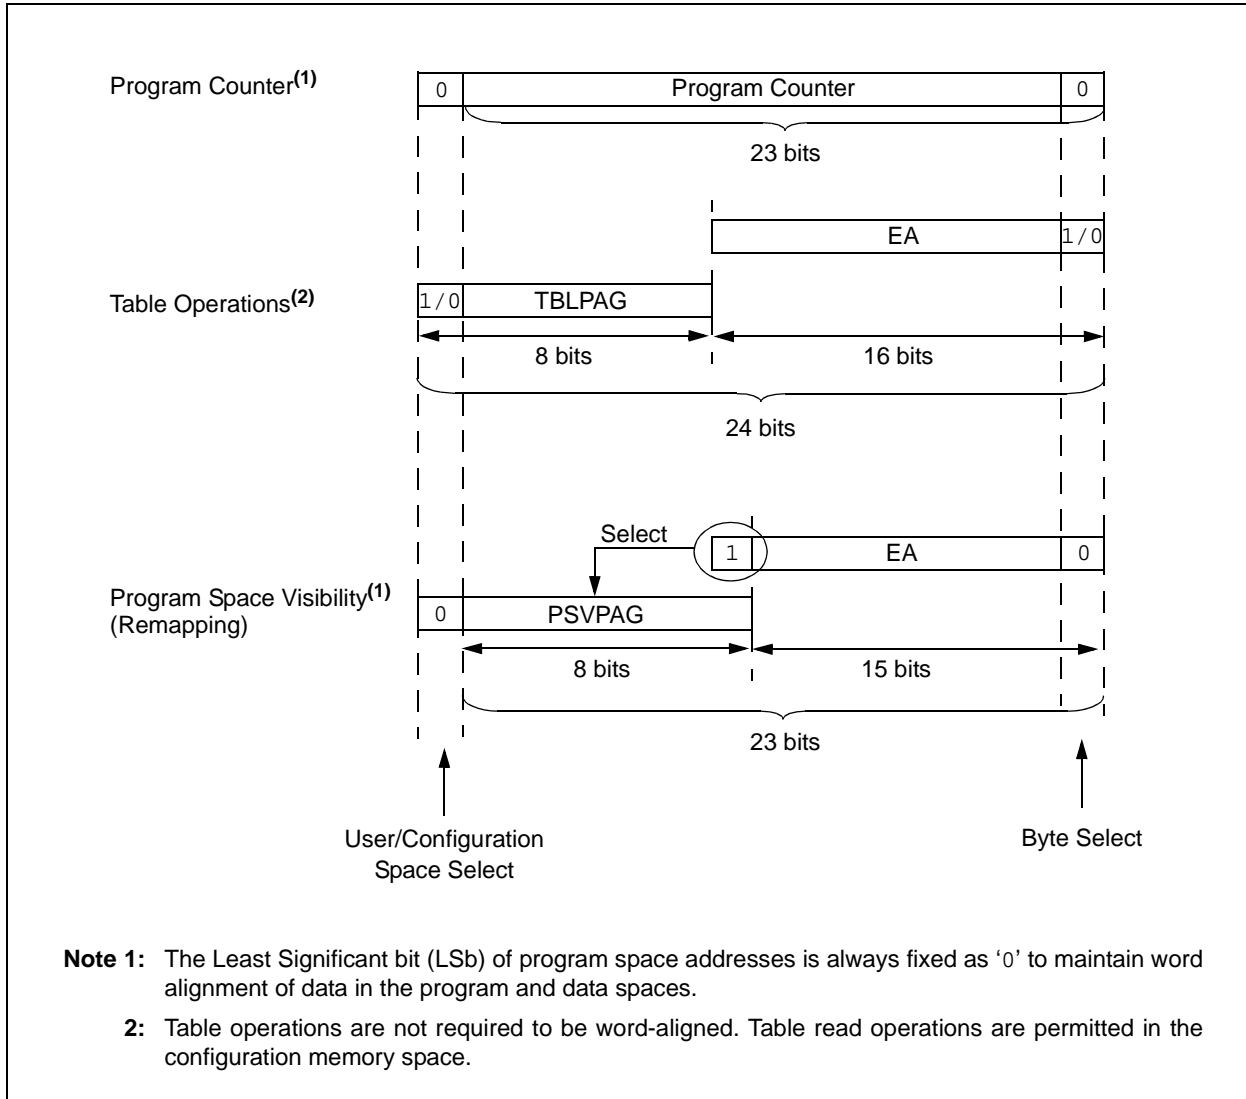 Program Counter(1)
0 Program Counter 0
23 bits
EA 1/0
Table Operations(2)
1/0 TBLPAG
8 bits 16 bits
24 bits
Select
1 EA 0
Program Space Visibility(1)
(Remapping)
0 PSVPAG
8 bits 15 bits
23 bits
User/Configuration
Space Select
Byte Select
Note 1: The Least Significant bit (LSb) of program space addresses is always fixed as ‘0’ to maintain word
alignment of data in the program and data spaces.
2: Table operations are not required to be word-aligned. Table read operations are permitted in the
configuration memory space.